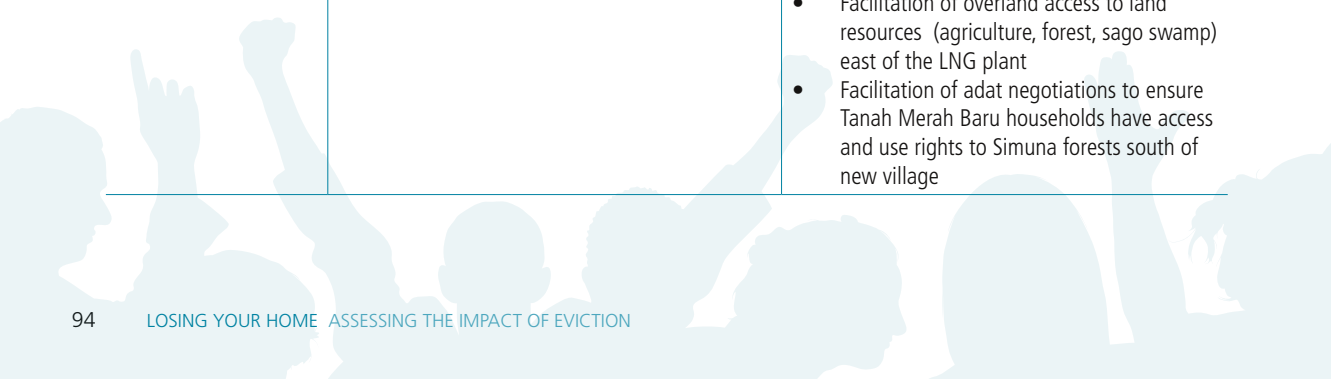 • Facilitation of overland access to land
resources (agriculture, forest, sago swamp)
east of the LNG plant
• Facilitation of adat negotiations to ensure
Tanah Merah Baru households have access
and use rights to Simuna forests south of
new village
94 LOSING YOUR HOME ASSESSING THE IMPACT OF EVICTION